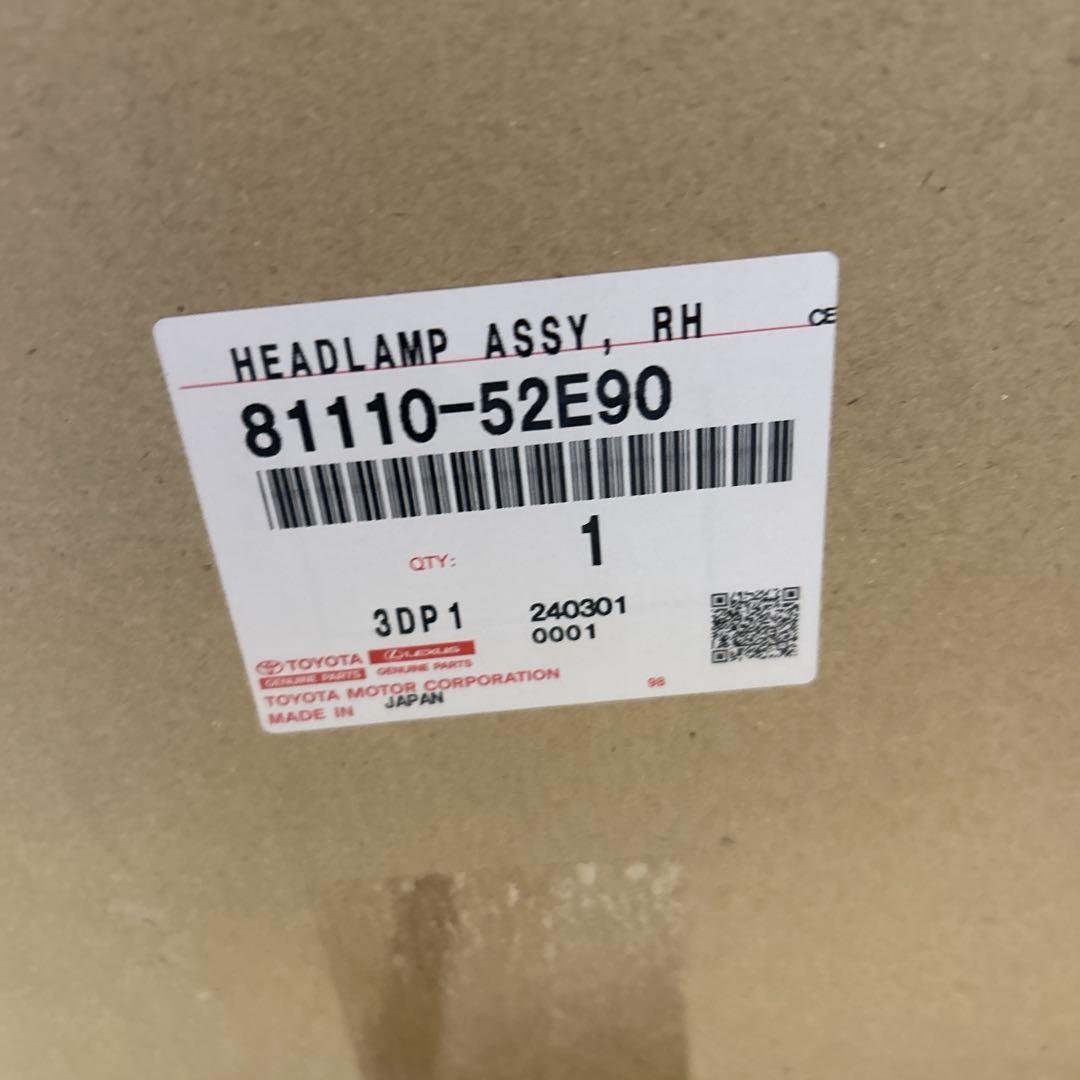 HEADLAMP ASSY, RH
CE
81110-52E90
QTY: 1
3DP1 240301
0001
TOYOTA LEXUS
GENUINE PARTS GENUINE PARTS
TOYOTA MOTOR CORPORATION
MADE IN JAPAN
98